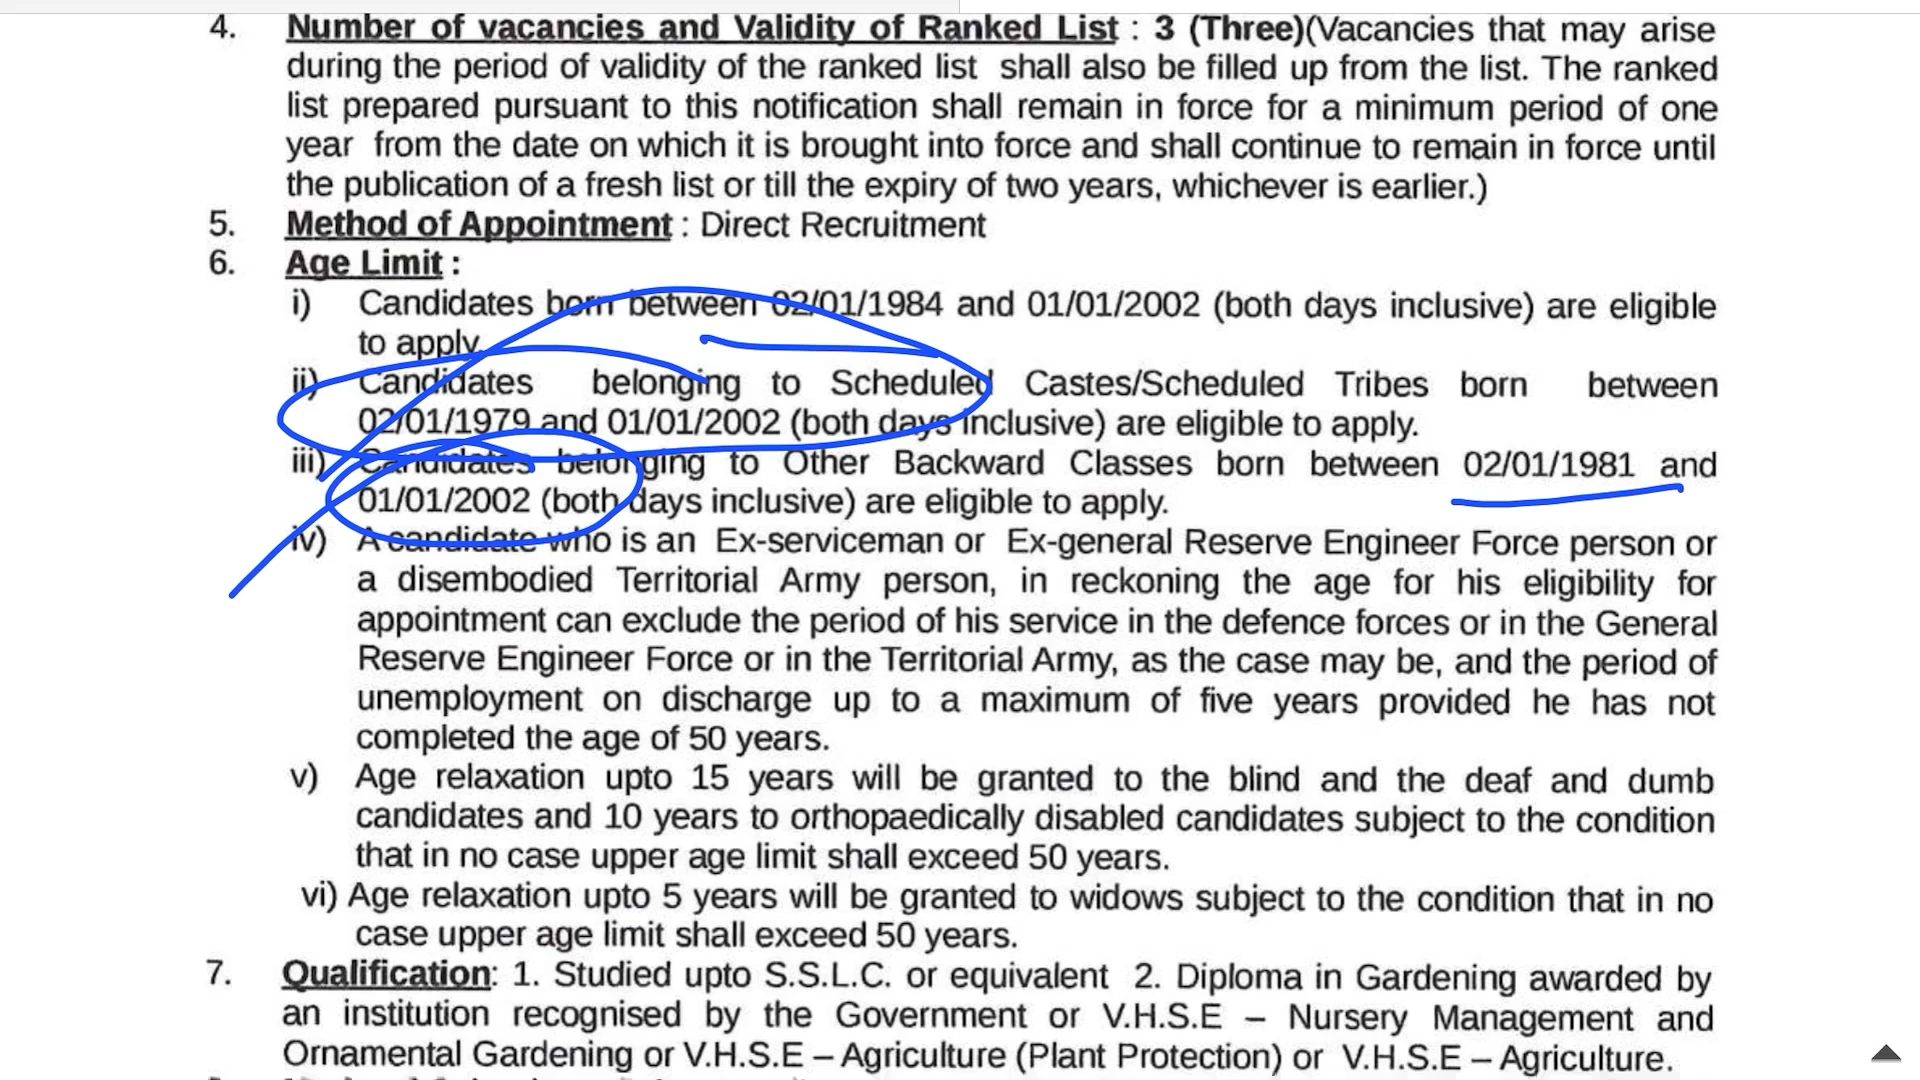 4. Number of vacancies and Validity of Ranked List : 3 (Three)(Vacancies that may arise
during the period of validity of the ranked list shall also be filled up from the list. The ranked
list prepared pursuant to this notification shall remain in force for a minimum period of one
year from the date on which it is brought into force and shall continue to remain in force until
the publication of a fresh list or till the expiry of two years, whichever is earlier.)
5. Method of Appointment : Direct Recruitment
6. Age Limit :
i) Candidates born between 02/01/1984 and 01/01/2002 (both days inclusive) are eligible
to apply.
ii) Candidates belonging to Scheduled Castes/Scheduled Tribes born between
02/01/1979 and 01/01/2002 (both days inclusive) are eligible to apply.
iii) Candidates belonging to Other Backward Classes born between 02/01/1981 and
01/01/2002 (both days inclusive) are eligible to apply.
iv) A candidate who is an Ex-serviceman or Ex-general Reserve Engineer Force person or
a disembodied Territorial Army person, in reckoning the age for his eligibility for
appointment can exclude the period of his service in the defence forces or in the General
Reserve Engineer Force or in the Territorial Army, as the case may be, and the period of
unemployment on discharge up to a maximum of five years provided he has not
completed the age of 50 years.
v) Age relaxation upto 15 years will be granted to the blind and the deaf and dumb
candidates and 10 years to orthopaedically disabled candidates subject to the condition
that in no case upper age limit shall exceed 50 years.
vi) Age relaxation upto 5 years will be granted to widows subject to the condition that in no
case upper age limit shall exceed 50 years.
7. Qualification: 1. Studied upto S.S.L.C. or equivalent 2. Diploma in Gardening awarded by
an institution recognised by the Government or V.H.S.E – Nursery Management and
Ornamental Gardening or V.H.S.E – Agriculture (Plant Protection) or V.H.S.E – Agriculture.